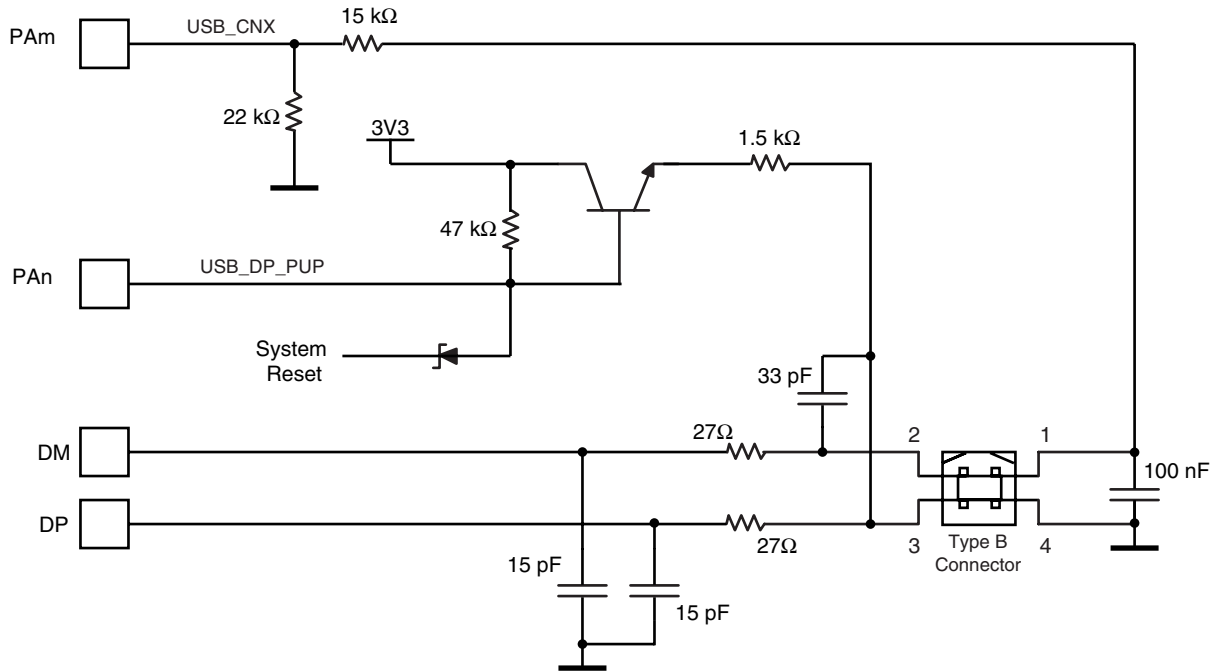 15 kΩ
PAm
USB_CNX
22 kΩ
3V3
1.5 kΩ
47 kΩ
PAn
USB_DP_PUP
System
Reset
33 pF
DM
27Ω
2
1
100 nF
DP
27Ω
3
Type B
Connector
4
15 pF
15 pF